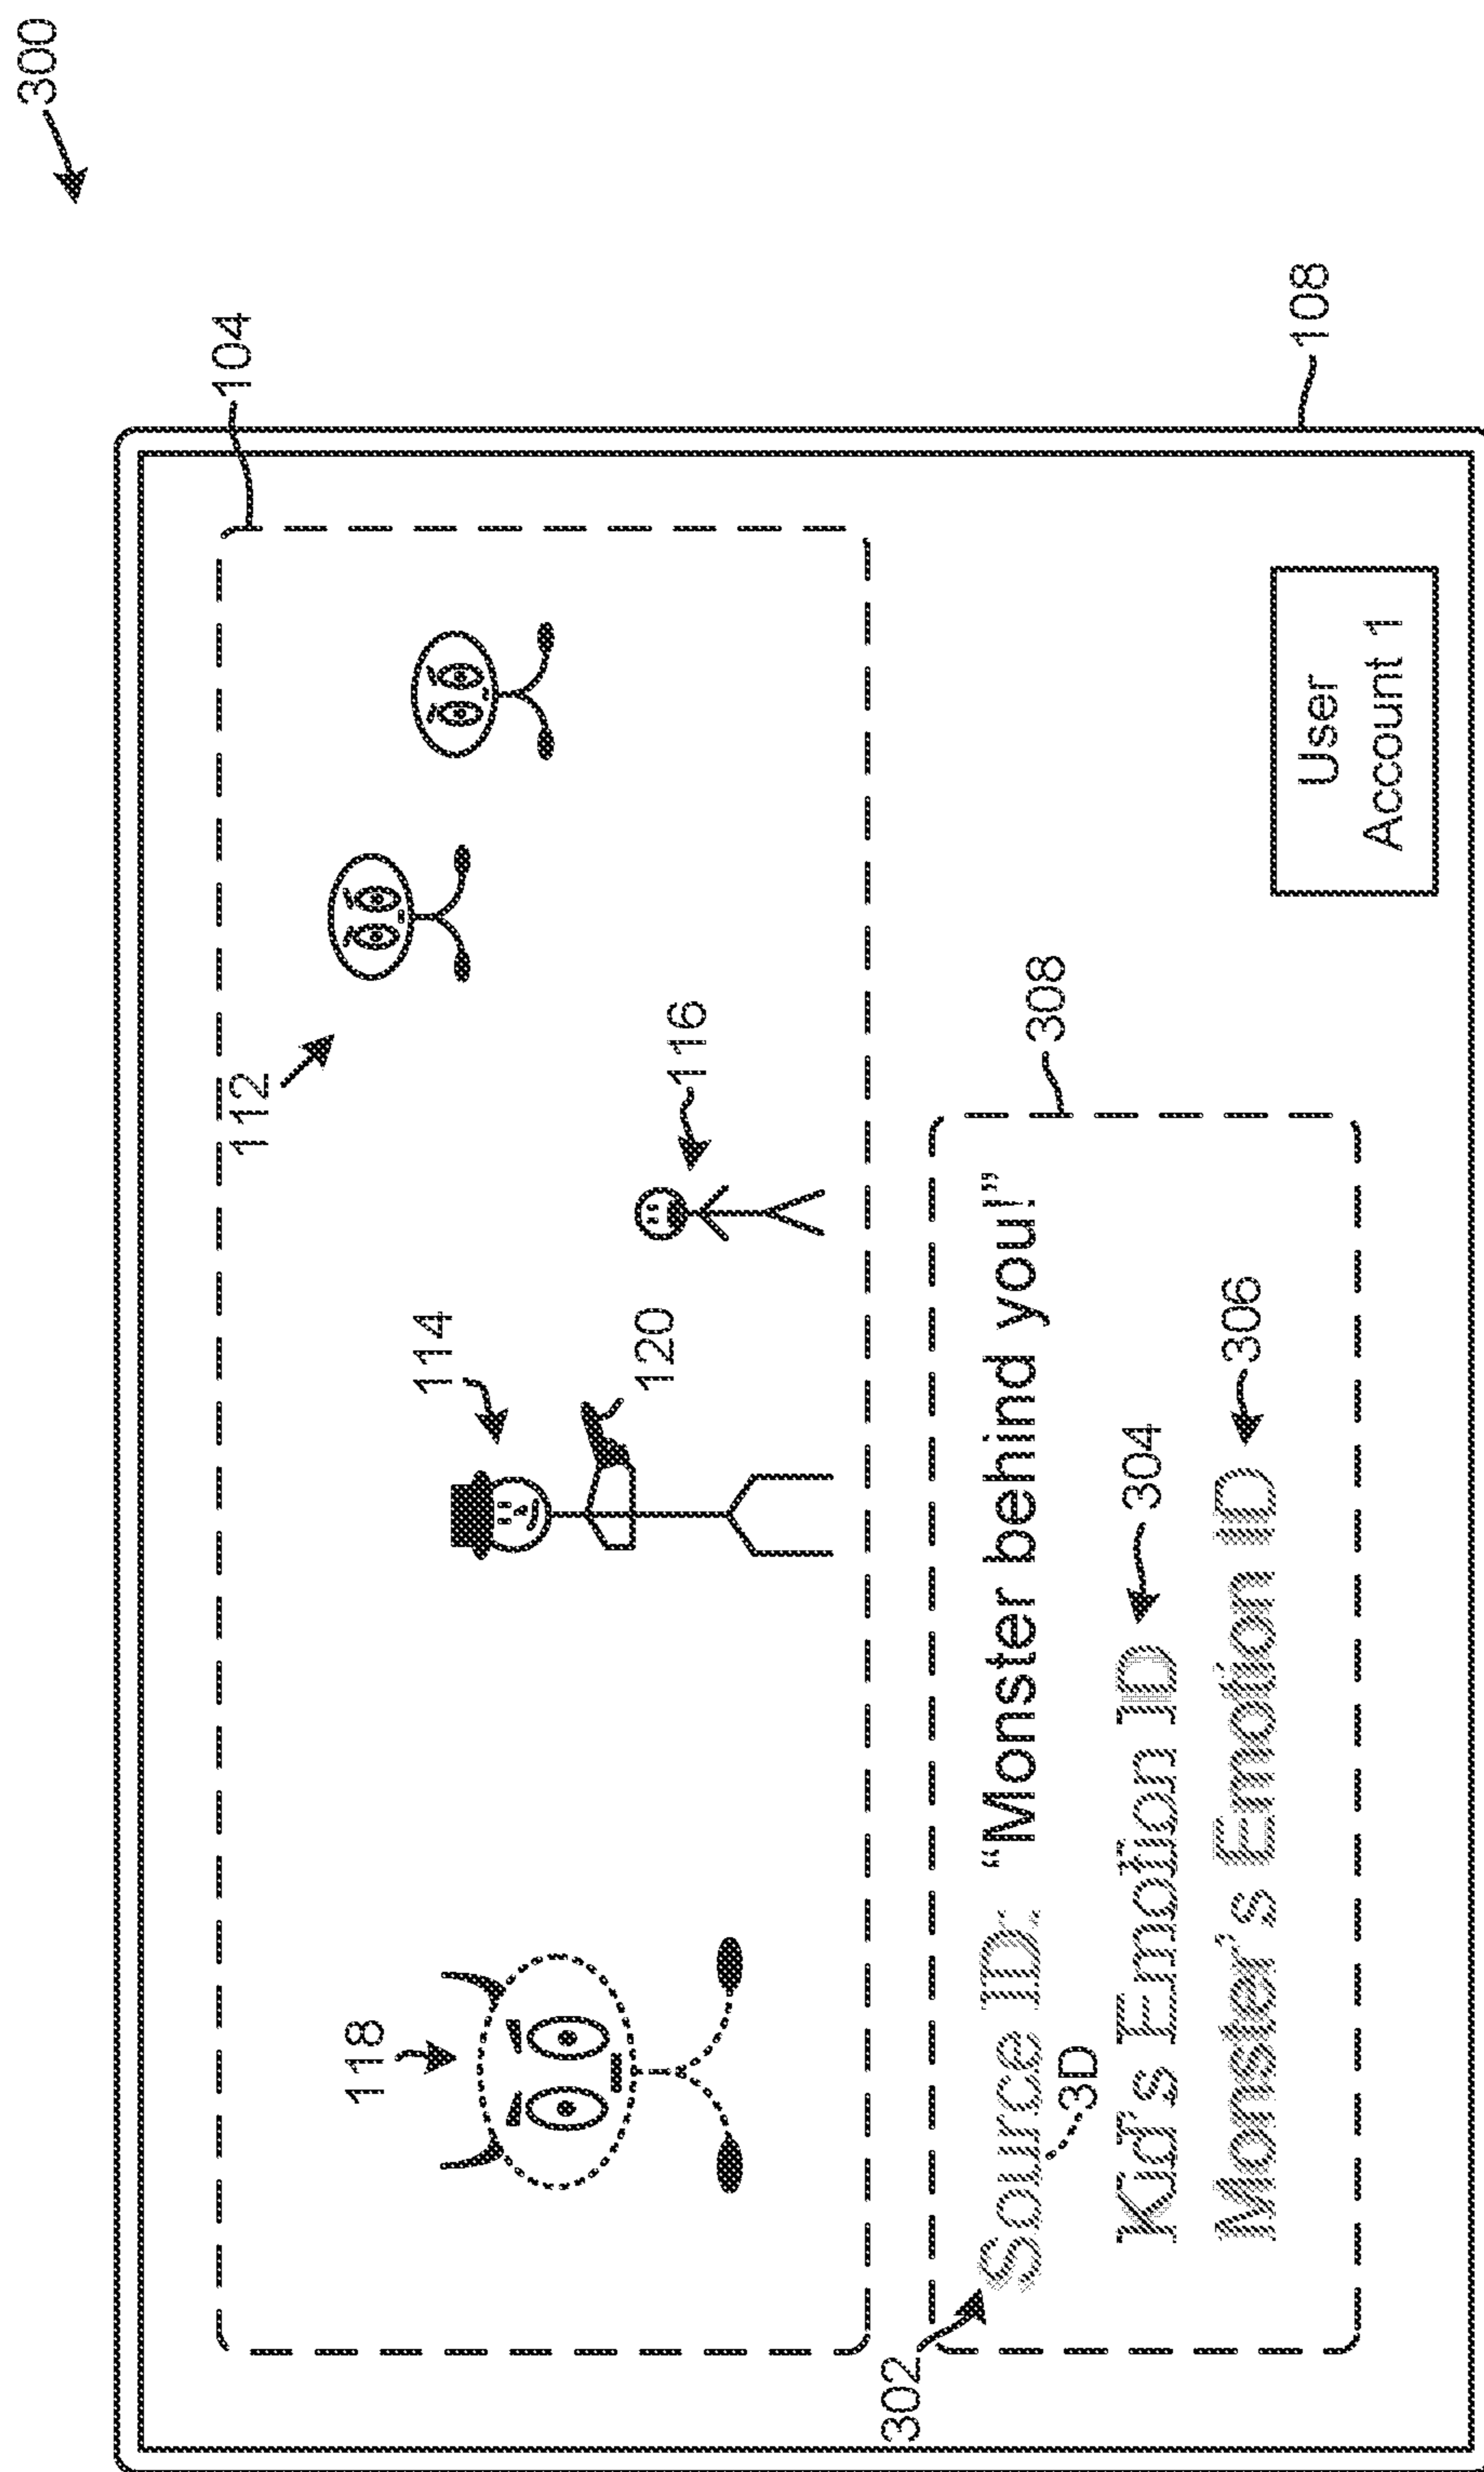 300
104
108
112
116
114
120
118
302
Source ID: "Monster behind you!"
308
3D
Kid's Emotion ID
304
Monster's Emotion ID
306
User
Account 1